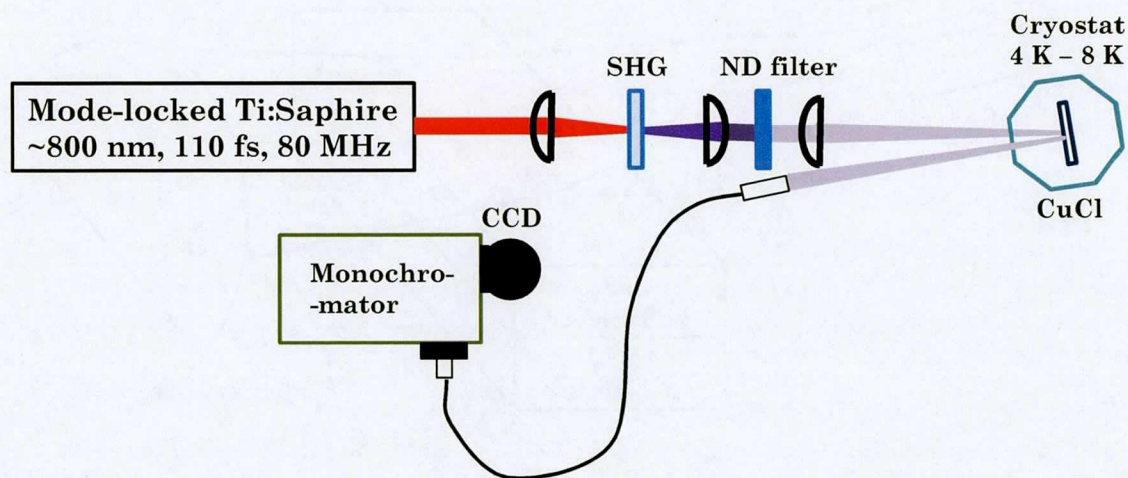 Cryostat
4 K – 8 K
SHG
ND filter
Mode-locked Ti:Saphire
~800 nm, 110 fs, 80 MHz
CuCl
CCD
Monochro-
-mator